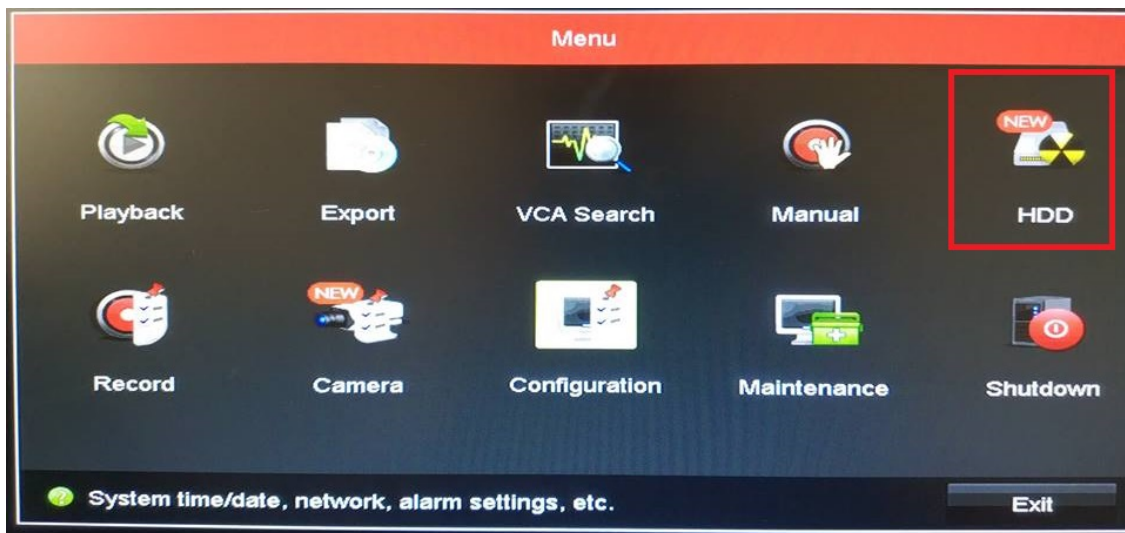 Menu
NEW
Playback Export VCA Search Manual HDD
NEW
Record Camera Configuration Maintenance Shutdown
System time/date, network, alarm settings, etc. Exit